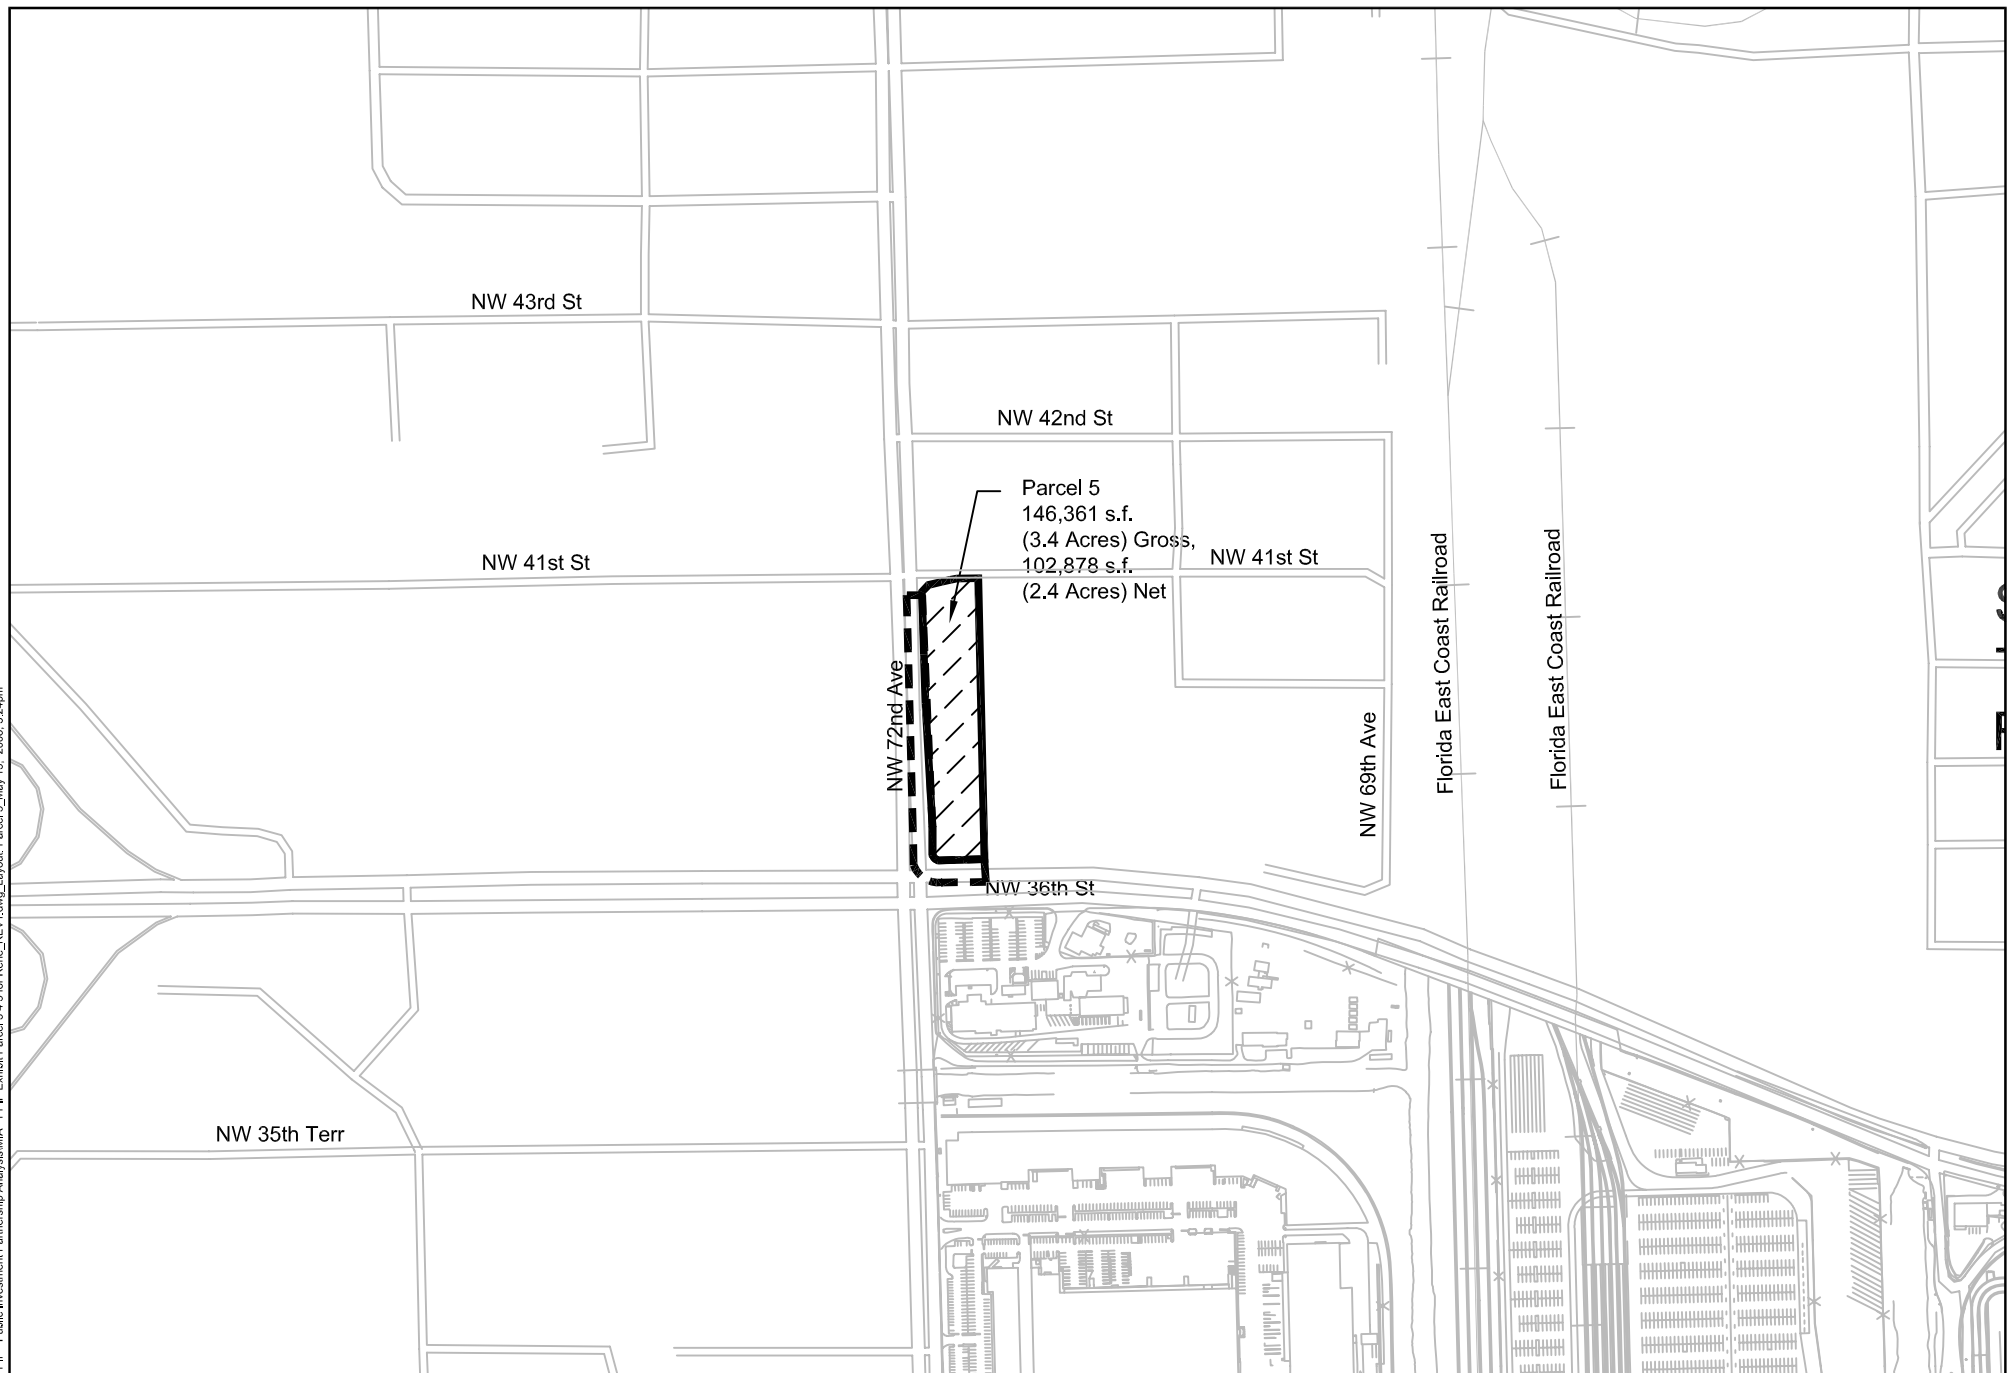 NW 43rd St
NW 42nd St
Parcel 5
146,361 s.f.
(3.4 Acres) Gross,
102,878 s.f.
(2.4 Acres) Net
NW 41st St
NW 41st St
NW 72nd Ave
NW 69th Ave
Florida East Coast Railroad
Florida East Coast Railroad
NW 36th St
NW 35th Terr